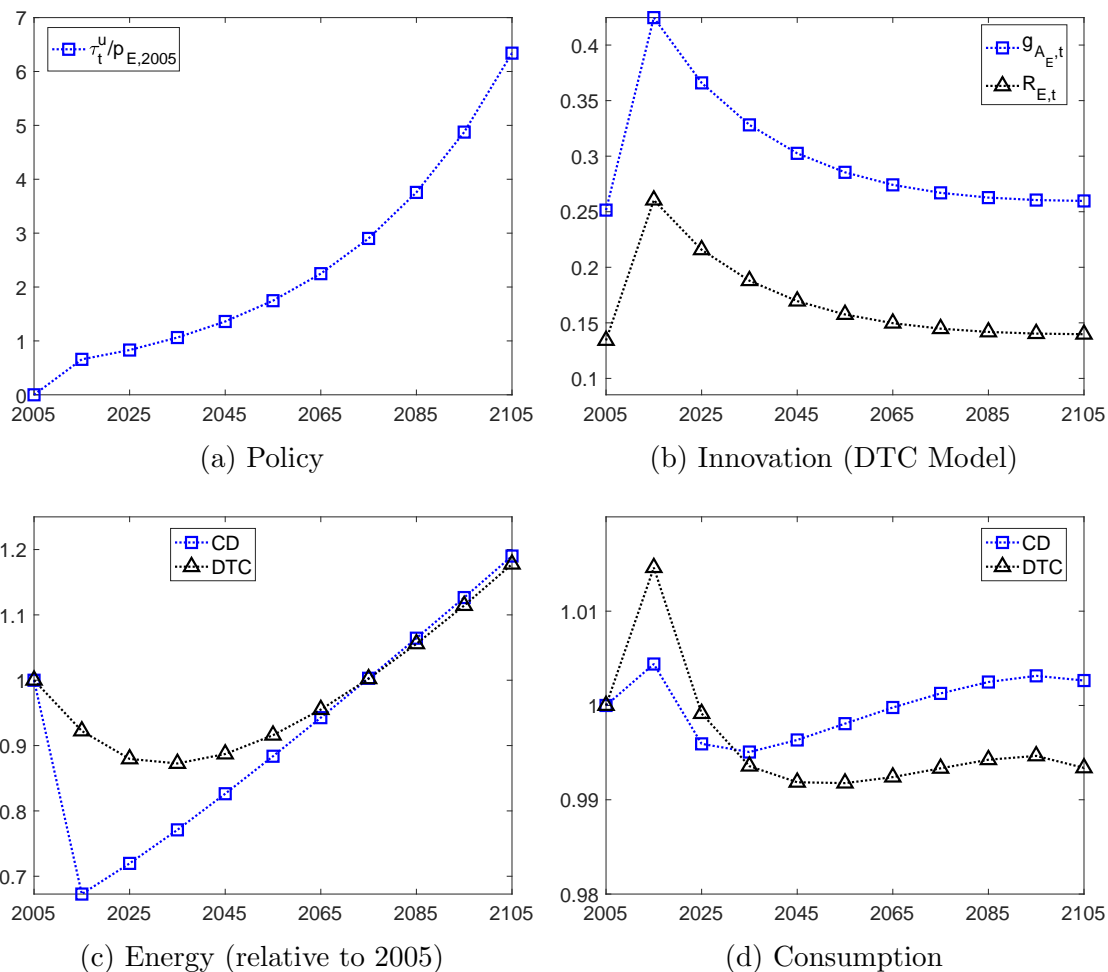 7
6
5
4
3
2
1
0
2005 2025 2045 2065 2085 2105
τ_t^u/p_E,2005
(a) Policy
0.4
0.35
0.3
0.25
0.2
0.15
0.1
2005 2025 2045 2065 2085 2105
g_A_E,t
R_E,t
(b) Innovation (DTC Model)
1.2
1.1
1
0.9
0.8
0.7
2005 2025 2045 2065 2085 2105
CD
DTC
(c) Energy (relative to 2005)
1.01
1
0.99
0.98
2005 2025 2045 2065 2085 2105
CD
DTC
(d) Consumption